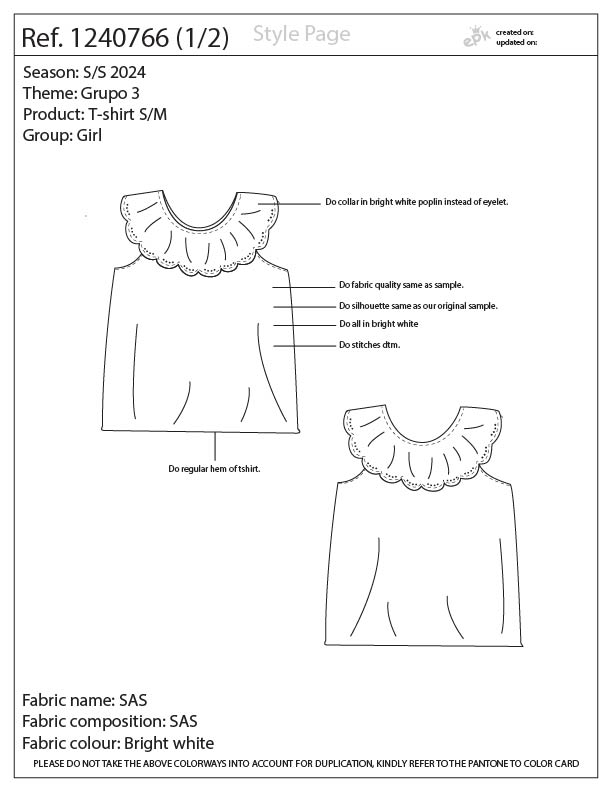 Ref. 1240766 (1/2)
Style Page
epk
created on:
updated on:
Season: S/S 2024
Theme: Grupo 3
Product: T-shirt S/M
Group: Girl
Do collar in bright white poplin instead of eyelet.
Do fabric quality same as sample.
Do silhouette same as our original sample.
Do all in bright white
Do stitches dtm.
Do regular hem of tshirt.
Fabric name: SAS
Fabric composition: SAS
Fabric colour: Bright white
PLEASE DO NOT TAKE THE ABOVE COLORWAYS INTO ACCOUNT FOR DUPLICATION, KINDLY REFER TO THE PANTONE TO COLOR CARD